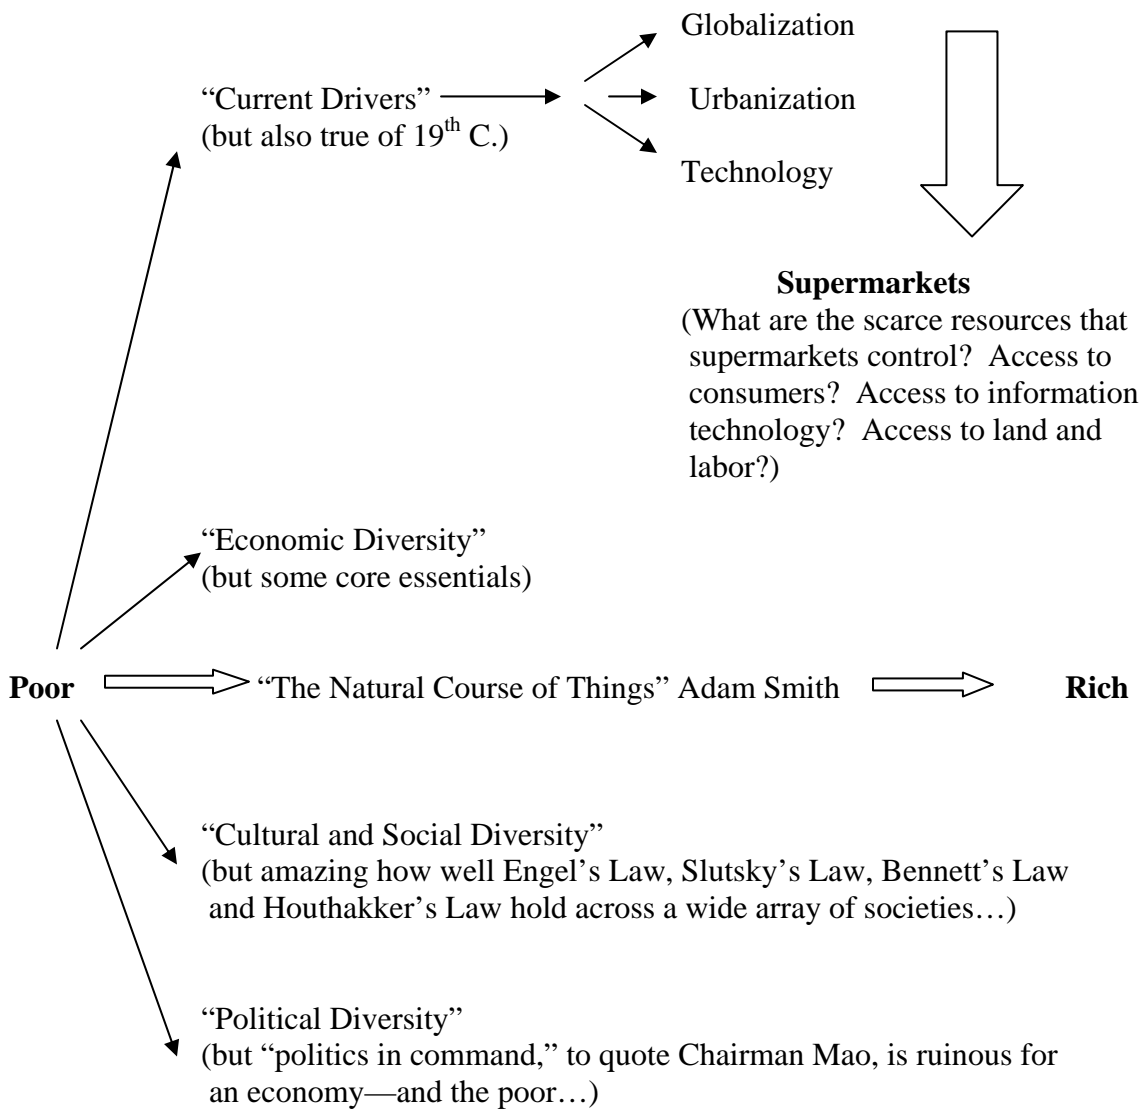 Globalization
“Current Drivers”
(but also true of 19th C.)
Urbanization
Technology
Supermarkets
(What are the scarce resources that
supermarkets control? Access to
consumers? Access to information
technology? Access to land and
labor?)
“Economic Diversity”
(but some core essentials)
Poor
“The Natural Course of Things” Adam Smith
Rich
“Cultural and Social Diversity”
(but amazing how well Engel’s Law, Slutsky’s Law, Bennett’s Law
and Houthakker’s Law hold across a wide array of societies…)
“Political Diversity”
(but “politics in command,” to quote Chairman Mao, is ruinous for
an economy—and the poor…)